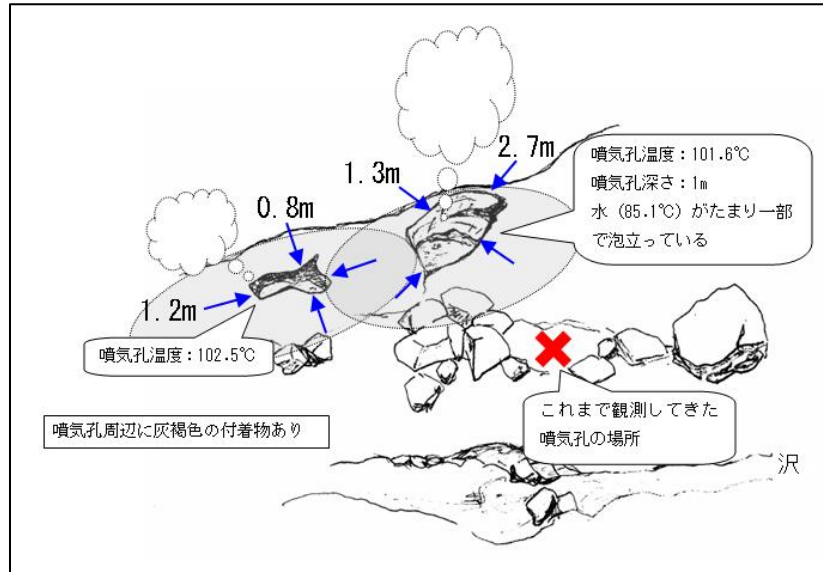 2.7m
1.3m
噴気孔温度：101.6℃
噴気孔深さ：1m
水（85.1℃）がたまり一部
で泡立っている
0.8m
1.2m
噴気孔温度：102.5℃
これまで観測してきた
噴気孔の場所
噴気孔周辺に灰褐色の付着物あり
沢